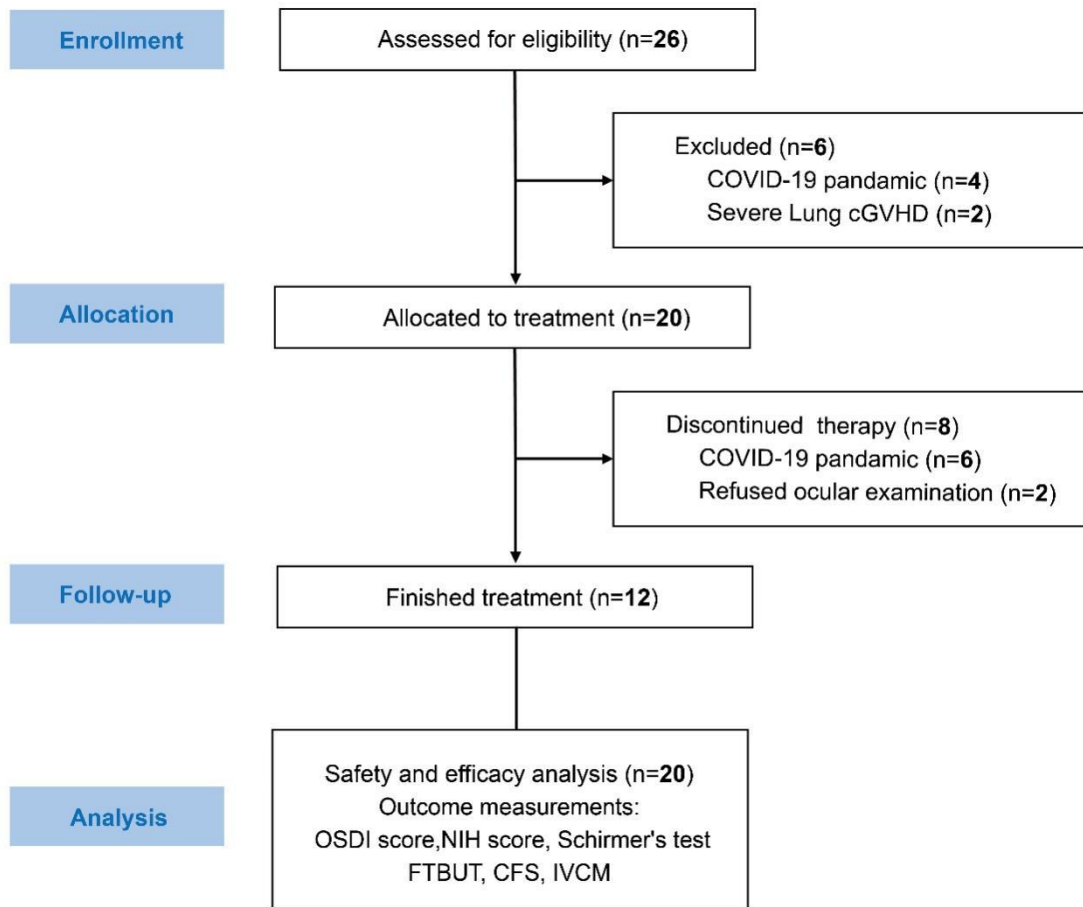 Enrollment
Assessed for eligibility (n=26)
Excluded (n=6)
COVID-19 pandamic (n=4)
Severe Lung cGVHD (n=2)
Allocation
Allocated to treatment (n=20)
Discontinued therapy (n=8)
COVID-19 pandamic (n=6)
Refused ocular examination (n=2)
Follow-up
Finished treatment (n=12)
Analysis
Safety and efficacy analysis (n=20)
Outcome measurements:
OSDI score,NIH score, Schirmer's test
FTBUT, CFS, IVCM